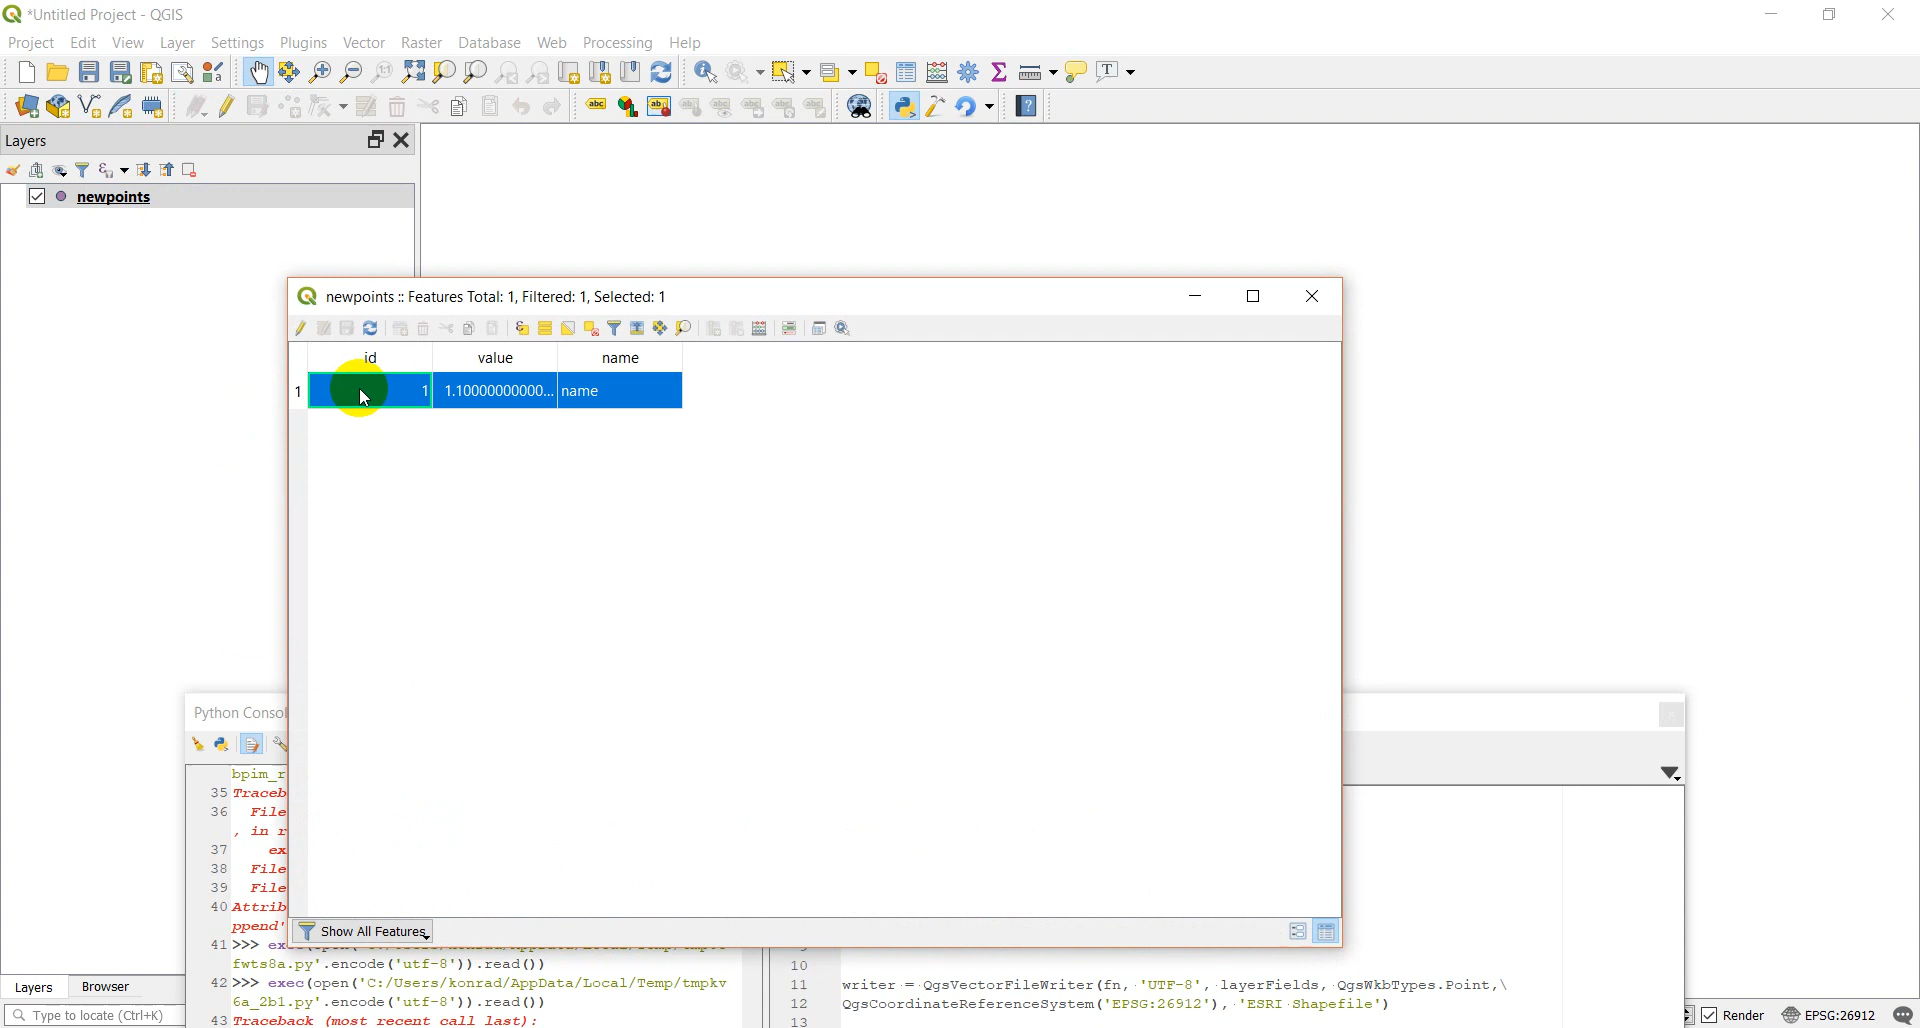 *Untitled Project - QGIS
Project Edit View Layer Settings Plugins Vector Raster Database Web Processing Help
Layers
newpoints
newpoints :: Features Total: 1, Filtered: 1, Selected: 1
id value name
1 1 1.10000000000... name
Python Consol
bpim_r
35 Traceb
36 File
, in r
37 ex
38 File
39 File
40 Attrib
ppend'
Show All Features
41 >>>
fwts8a.py'.encode('utf-8')).read())
42 >>> exec(open('C:/Users/konrad/AppData/Local/Temp/tmpkv
6a_2b1.py'.encode('utf-8')).read())
43 Traceback (most recent call last):
10
11 writer = QgsVectorFileWriter(fn, 'UTF-8', layerFields, QgsWkbTypes.Point,\
12 QgsCoordinateReferenceSystem('EPSG:26912'), 'ESRI Shapefile')
13
Layers Browser
Type to locate (Ctrl+K)
Render EPSG:26912